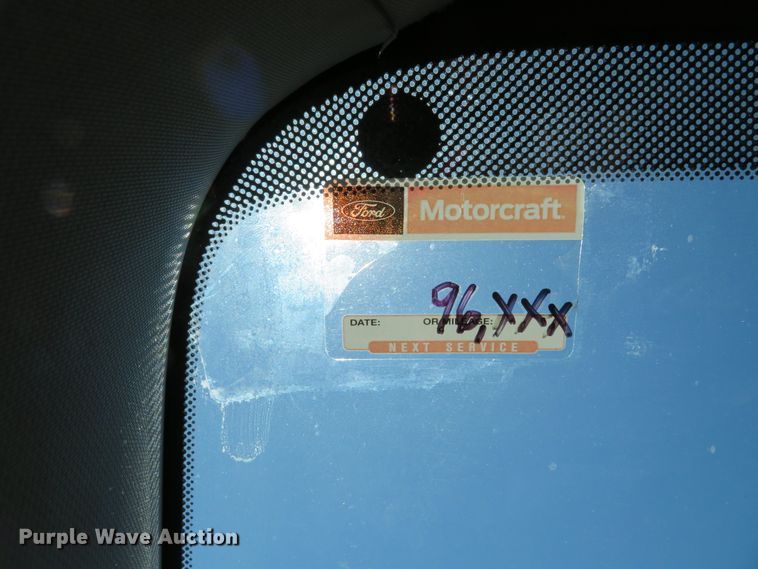 Ford Motorcraft
96,XXX
DATE: OR MILEAGE:
NEXT SERVICE
Purple Wave Auction